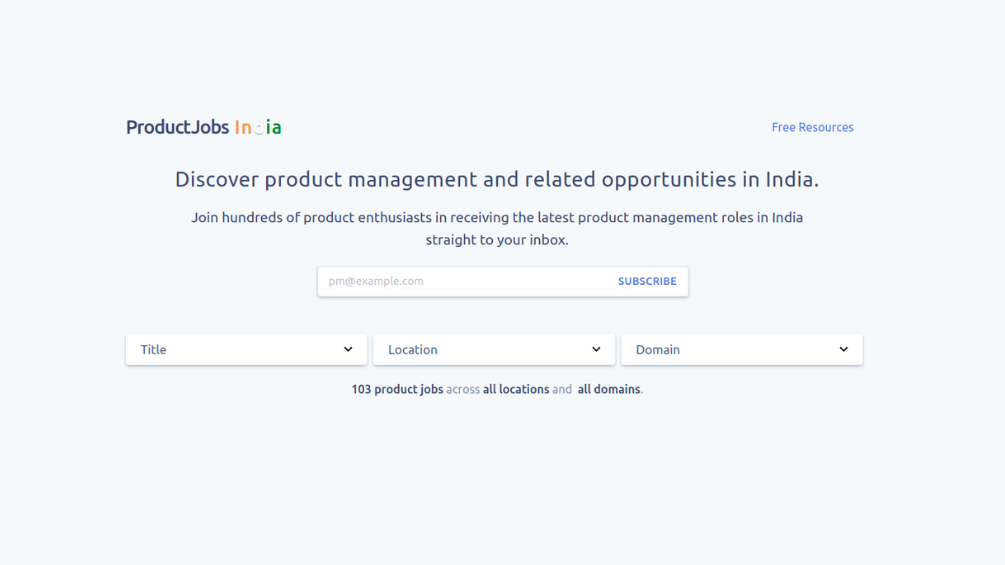 ProductJobs India
Free Resources
Discover product management and related opportunities in India.
Join hundreds of product enthusiasts in receiving the latest product management roles in India
straight to your inbox.
pm@example.com
SUBSCRIBE
Title
Location
Domain
103 product jobs across all locations and all domains.